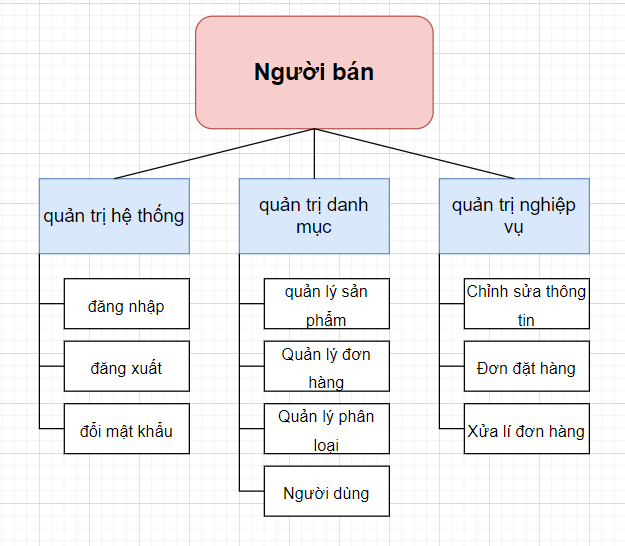 Người bán
quản trị hệ thống
quản trị danh
mục
quản trị nghiệp
vụ
đăng nhập
đăng xuất
đỗi mật khẩu
quản lý sản
phẩm
Quản lý đơn
hàng
Quản lý phân
loại
Người dùng
Chỉnh sửa thông
tin
Đơn đặt hàng
Xửa lí đơn hàng